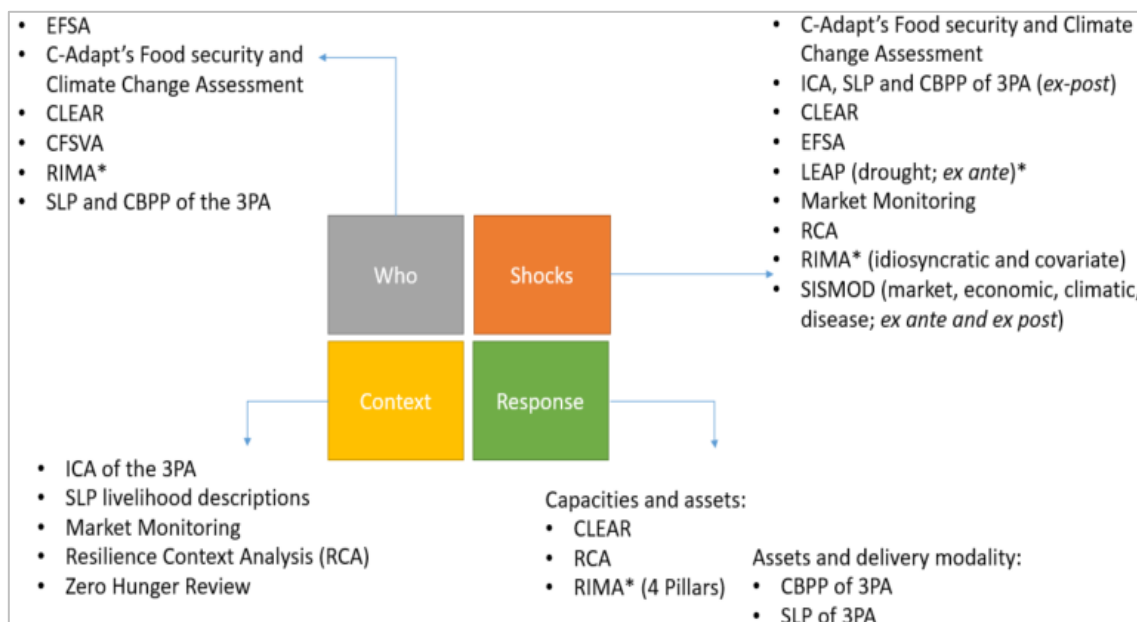 • EFSA
• C-Adapt's Food security and
Climate Change Assessment
• CLEAR
• CFSVA
• RIMA*
• SLP and CBPP of the 3PA
• C-Adapt's Food security and Climate
Change Assessment
• ICA, SLP and CBPP of 3PA (ex-post)
• CLEAR
• EFSA
• LEAP (drought; ex ante)*
• Market Monitoring
• RCA
• RIMA* (idiosyncratic and covariate)
• SISMOD (market, economic, climatic,
disease; ex ante and ex post)
Who
Shocks
Context
Response
• ICA of the 3PA
• SLP livelihood descriptions
• Market Monitoring
• Resilience Context Analysis (RCA)
• Zero Hunger Review
Capacities and assets:
• CLEAR
• RCA
• RIMA* (4 Pillars)
Assets and delivery modality:
• CBPP of 3PA
• SLP of 3PA